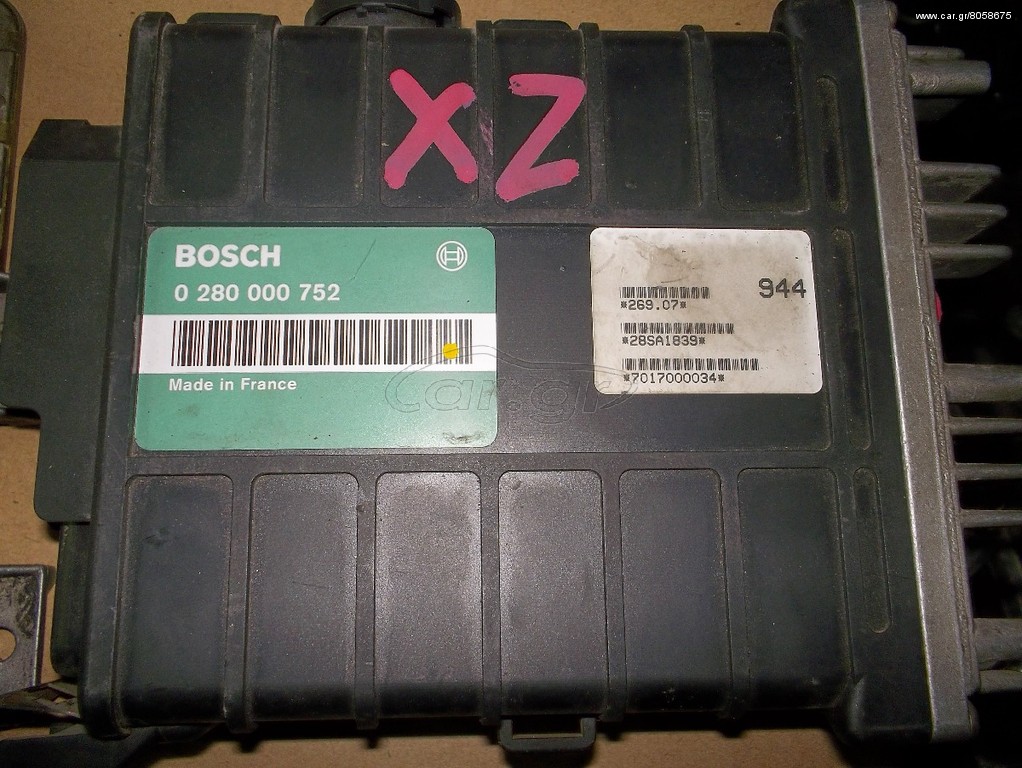 www.car.gr/8058675
XZ
BOSCH
0 280 000 752
Made in France
944
*269.07*
*28SA1839*
*7017000034*
Car.gr